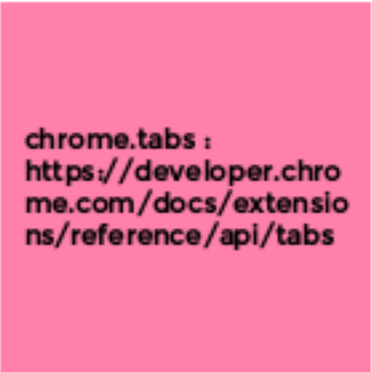 chrome.tabs :
https://developer.chro
me.com/docs/extensio
ns/reference/api/tabs